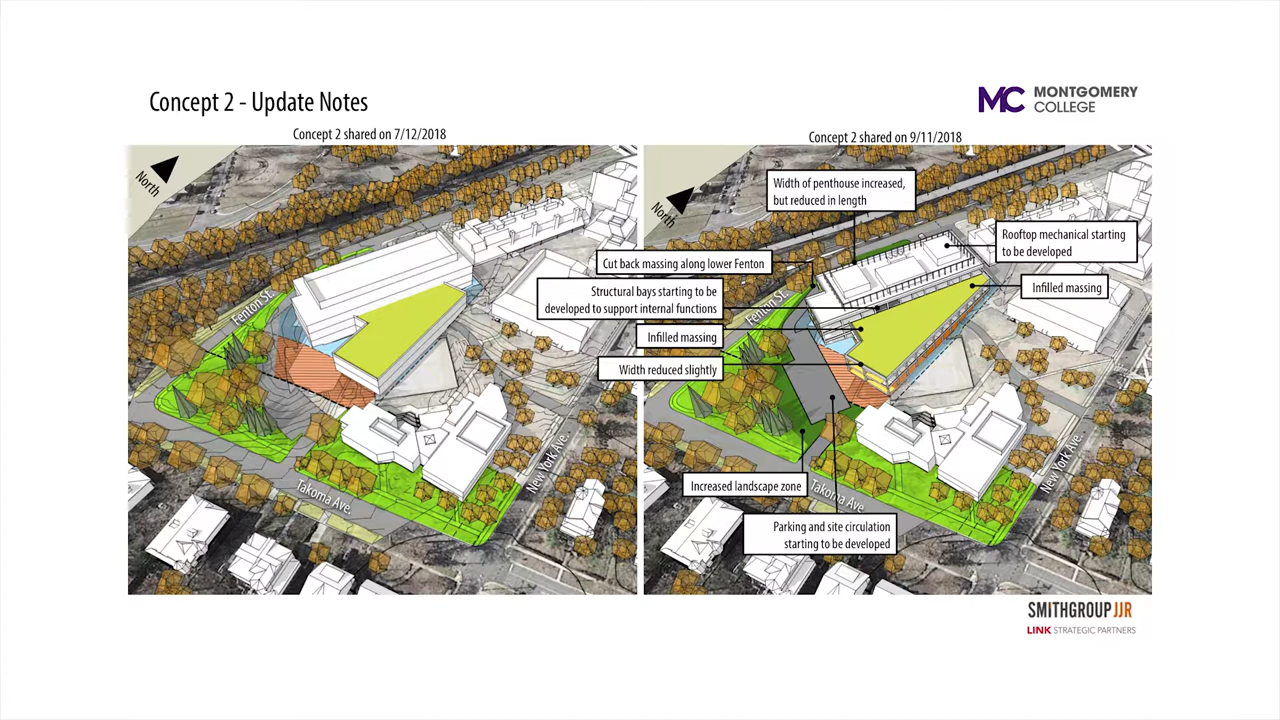 Concept 2 - Update Notes
MC MONTGOMERY
COLLEGE
Concept 2 shared on 7/12/2018
North
Fenton St.
Takoma Ave.
New York Ave.
Concept 2 shared on 9/11/2018
North
Width of penthouse increased,
but reduced in length
Rooftop mechanical starting
to be developed
Cut back massing along lower Fenton
Infilled massing
Structural bays starting to be
developed to support internal functions
Fenton St.
Infilled massing
Width reduced slightly
Increased landscape zone
Takoma Ave.
New York Ave.
Parking and site circulation
starting to be developed
SMITHGROUP JJR
LINK STRATEGIC PARTNERS